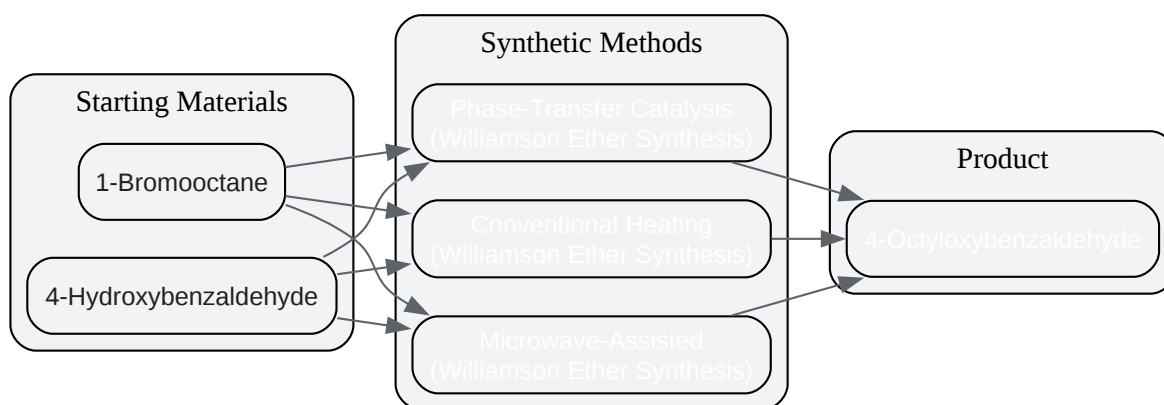 Starting Materials
1-Bromooctane
4-Hydroxybenzaldehyde
Synthetic Methods
Phase-Transfer Catalysis
(Williamson Ether Synthesis)
Conventional Heating
(Williamson Ether Synthesis)
Microwave-Assisted
(Williamson Ether Synthesis)
Product
4-Octyloxybenzaldehyde